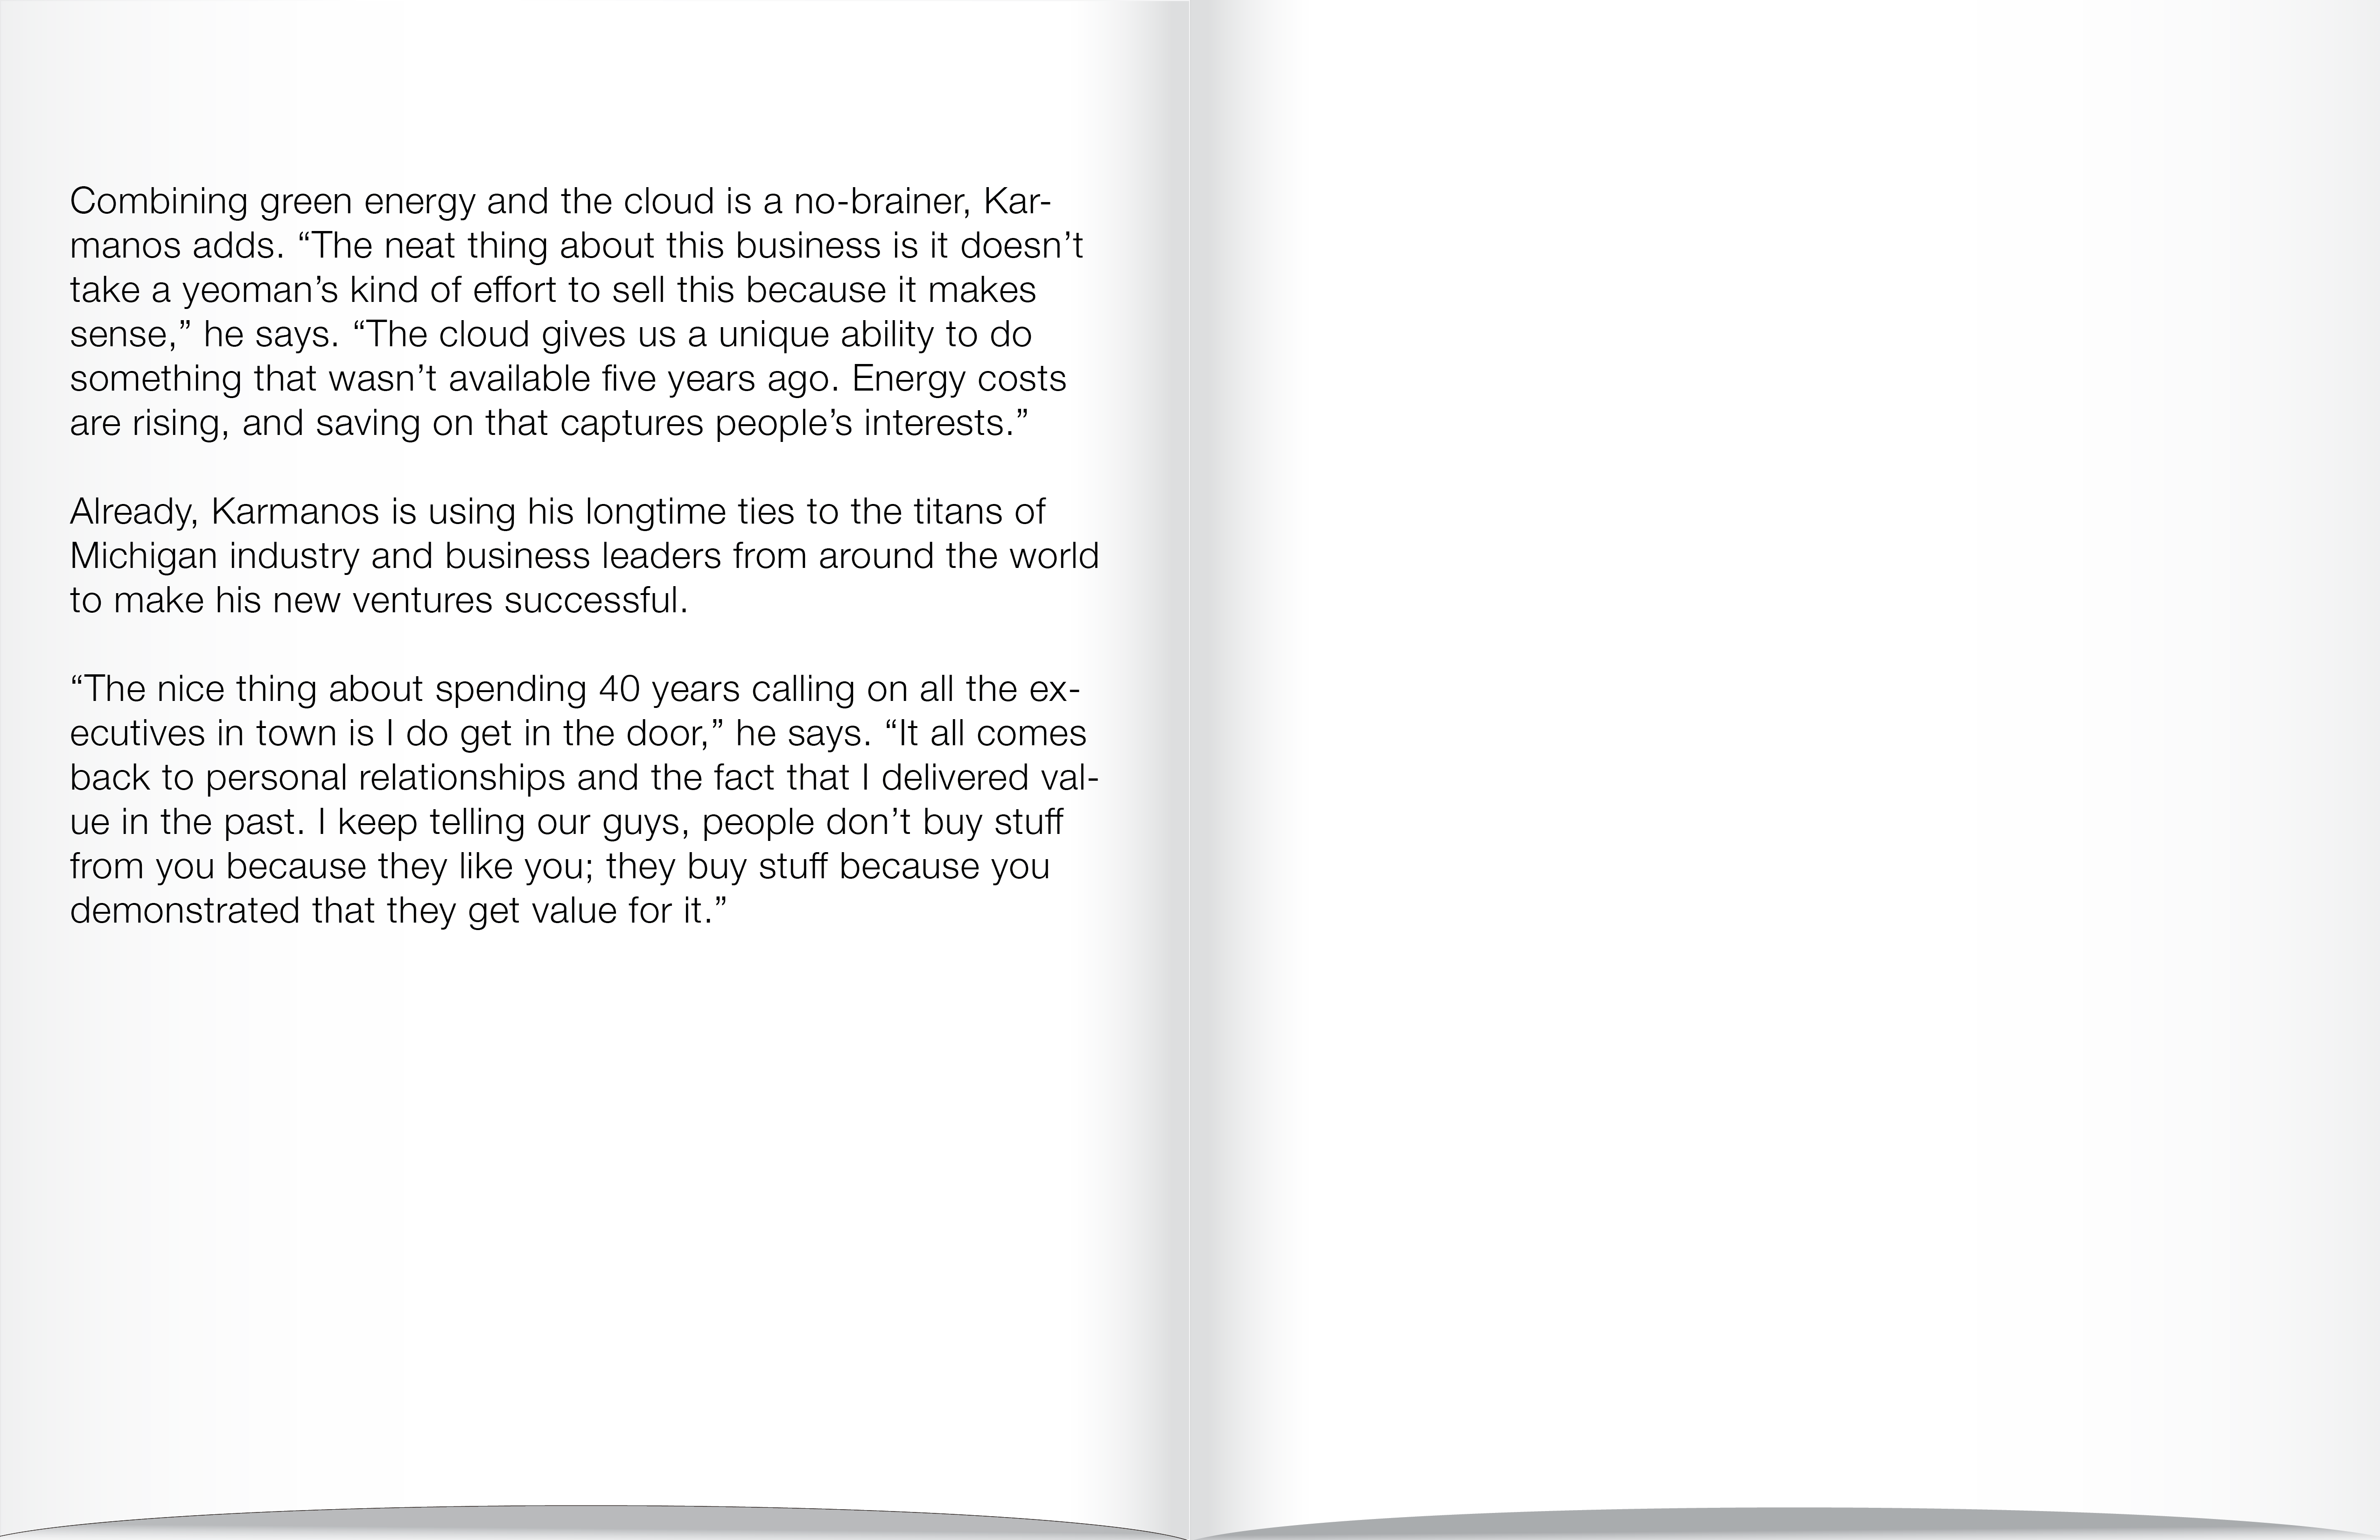 Combining green energy and the cloud is a no-brainer, Kar-
manos adds. “The neat thing about this business is it doesn’t
take a yeoman’s kind of effort to sell this because it makes
sense,” he says. “The cloud gives us a unique ability to do
something that wasn’t available five years ago. Energy costs
are rising, and saving on that captures people’s interests.”
Already, Karmanos is using his longtime ties to the titans of
Michigan industry and business leaders from around the world
to make his new ventures successful.
“The nice thing about spending 40 years calling on all the ex-
ecutives in town is I do get in the door,” he says. “It all comes
back to personal relationships and the fact that I delivered val-
ue in the past. I keep telling our guys, people don’t buy stuff
from you because they like you; they buy stuff because you
demonstrated that they get value for it.”